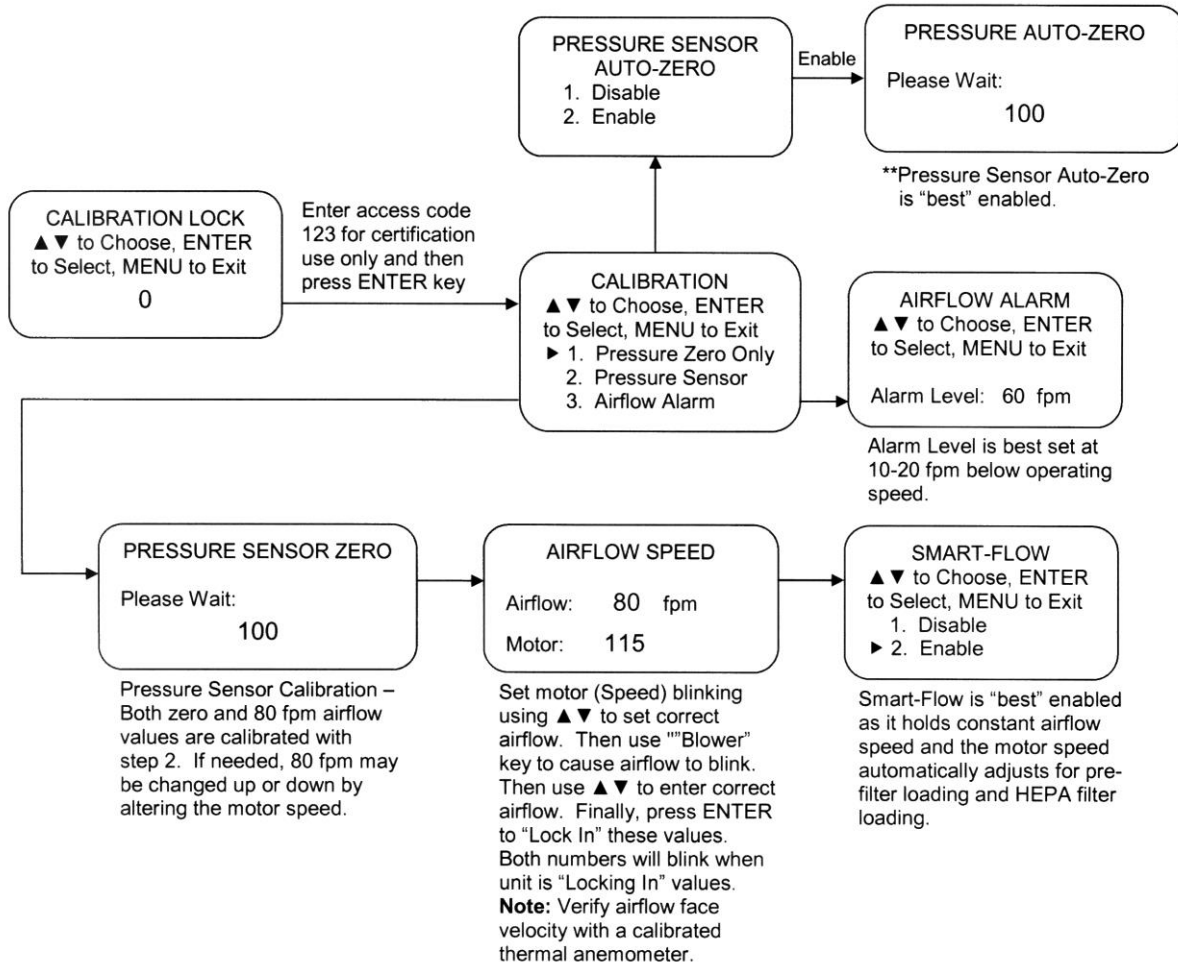 PRESSURE SENSOR
AUTO-ZERO
1. Disable
2. Enable
Enable
PRESSURE AUTO-ZERO
Please Wait:
100
**Pressure Sensor Auto-Zero
is “best” enabled.
CALIBRATION LOCK
▲▼ to Choose, ENTER
to Select, MENU to Exit
0
Enter access code
123 for certification
use only and then
press ENTER key
CALIBRATION
▲▼ to Choose, ENTER
to Select, MENU to Exit
▶ 1. Pressure Zero Only
2. Pressure Sensor
3. Airflow Alarm
AIRFLOW ALARM
▲▼ to Choose, ENTER
to Select, MENU to Exit
Alarm Level: 60 fpm
Alarm Level is best set at
10-20 fpm below operating
speed.
PRESSURE SENSOR ZERO
Please Wait:
100
Pressure Sensor Calibration –
Both zero and 80 fpm airflow
values are calibrated with
step 2. If needed, 80 fpm may
be changed up or down by
altering the motor speed.
AIRFLOW SPEED
Airflow: 80 fpm
Motor: 115
Set motor (Speed) blinking
using ▲▼ to set correct
airflow. Then use ""Blower”
key to cause airflow to blink.
Then use ▲▼ to enter correct
airflow. Finally, press ENTER
to “Lock In” these values.
Both numbers will blink when
unit is “Locking In” values.
Note: Verify airflow face
velocity with a calibrated
thermal anemometer.
SMART-FLOW
▲▼ to Choose, ENTER
to Select, MENU to Exit
1. Disable
▶ 2. Enable
Smart-Flow is “best” enabled
as it holds constant airflow
speed and the motor speed
automatically adjusts for pre-
filter loading and HEPA filter
loading.